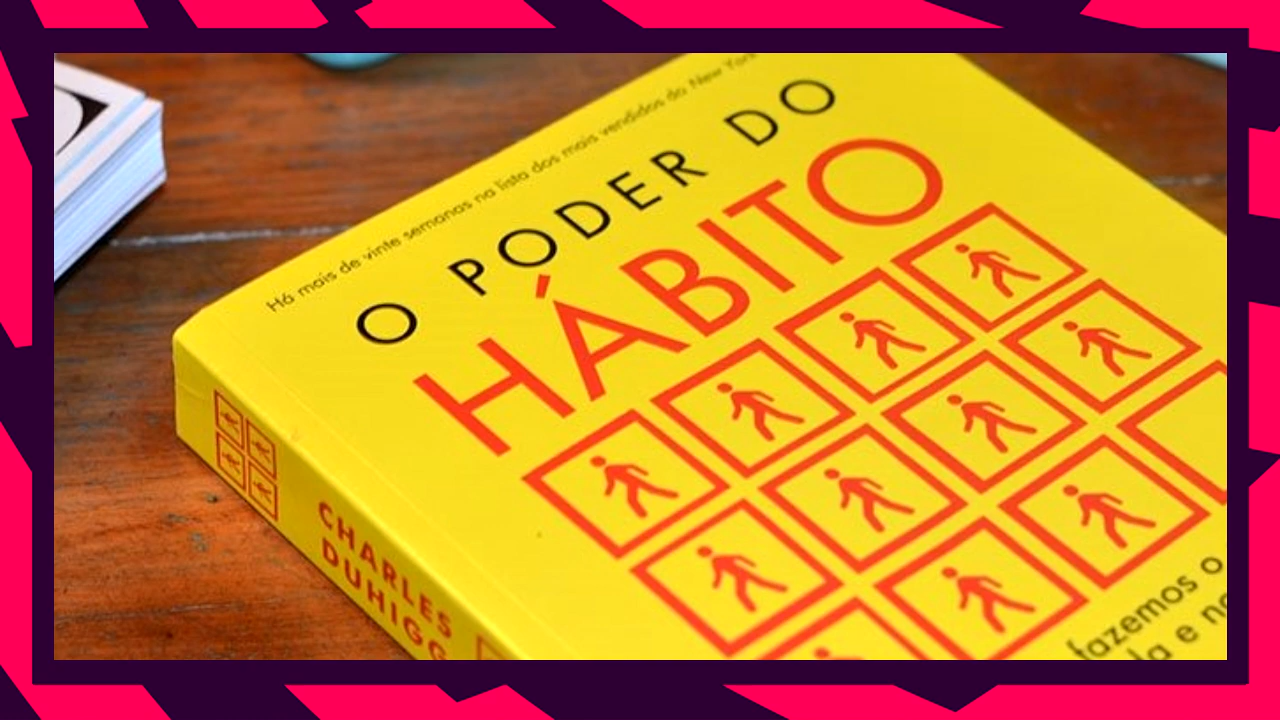 Há mais de vinte semanas na lista dos mais vendidos do New York
O PODER DO
HÁBITO
CHARLES
DUHIGG
fazemos o
e